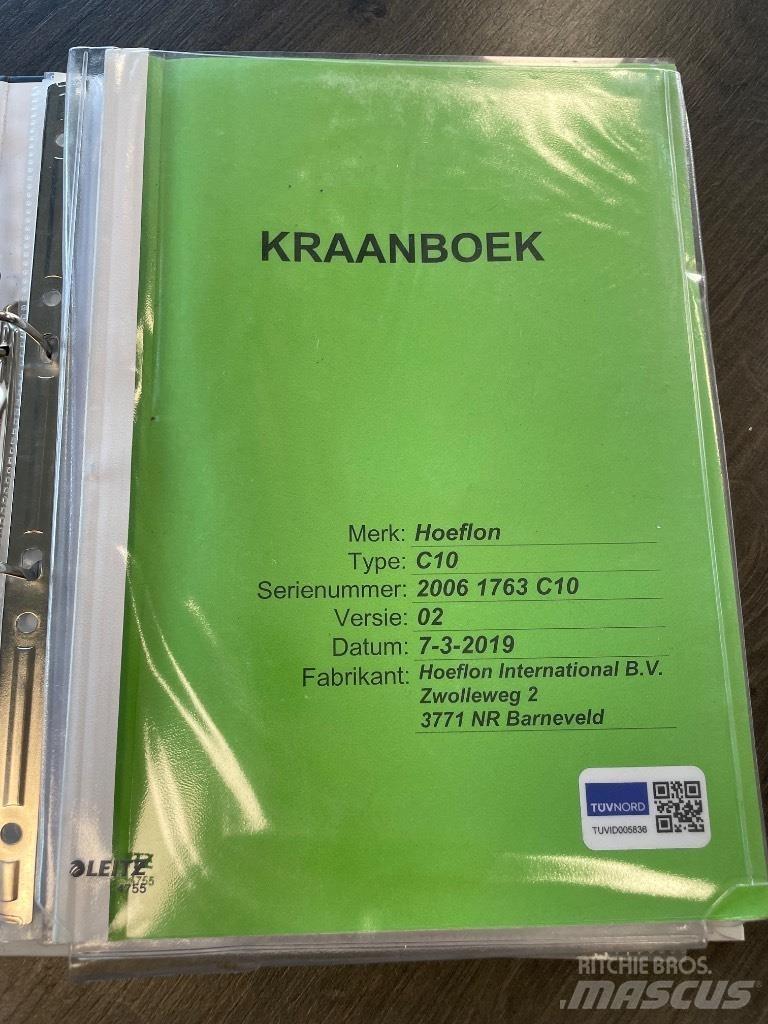 KRAANBOEK
Merk: Hoeflon
Type: C10
Serienummer: 2006 1763 C10
Versie: 02
Datum: 7-3-2019
Fabrikant: Hoeflon International B.V.
Zwolleweg 2
3771 NR Barneveld
TÜVNORD
TUVID005836
LEITZ
4755
RITCHIE BROS.
MASCUS